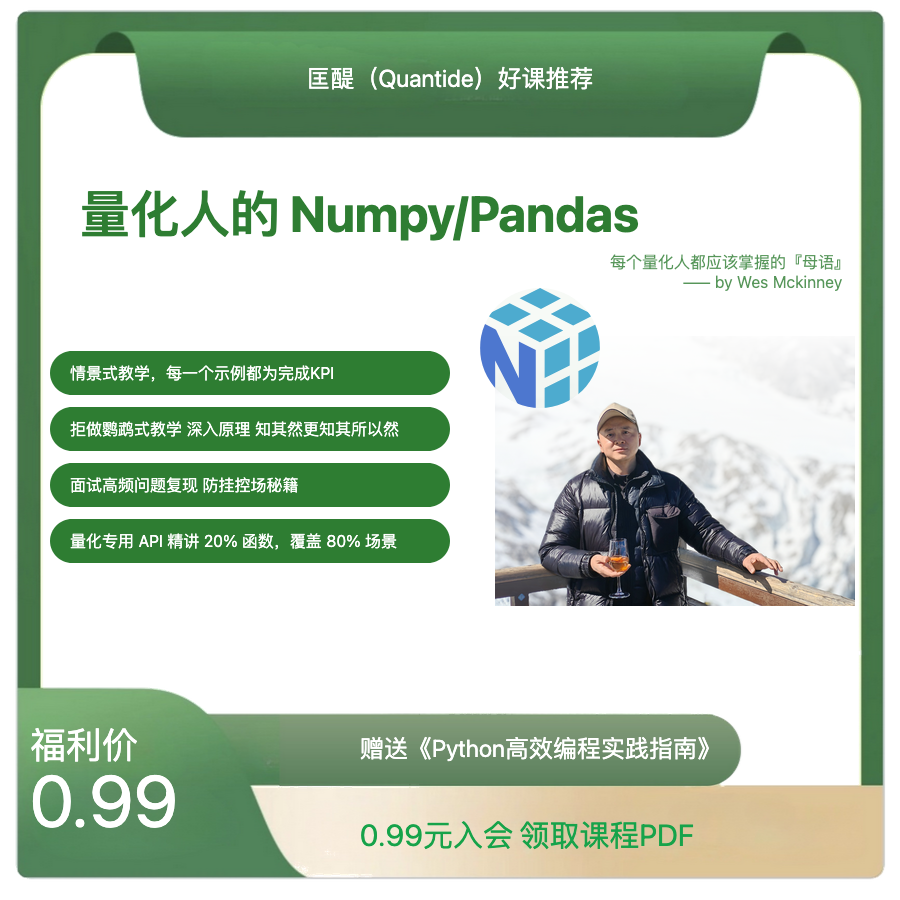 匡醍（Quantide）好课推荐
量化人的 Numpy/Pandas
每个量化人都应该掌握的『母语』
—— by Wes Mckinney
N
情景式教学，每一个示例都为完成KPI
拒做鹦鹉式教学 深入原理 知其然更知其所以然
面试高频问题复现 防挂控场秘籍
量化专用 API 精讲 20% 函数，覆盖 80% 场景
福利价
0.99
赠送《Python高效编程实践指南》
0.99元入会 领取课程PDF